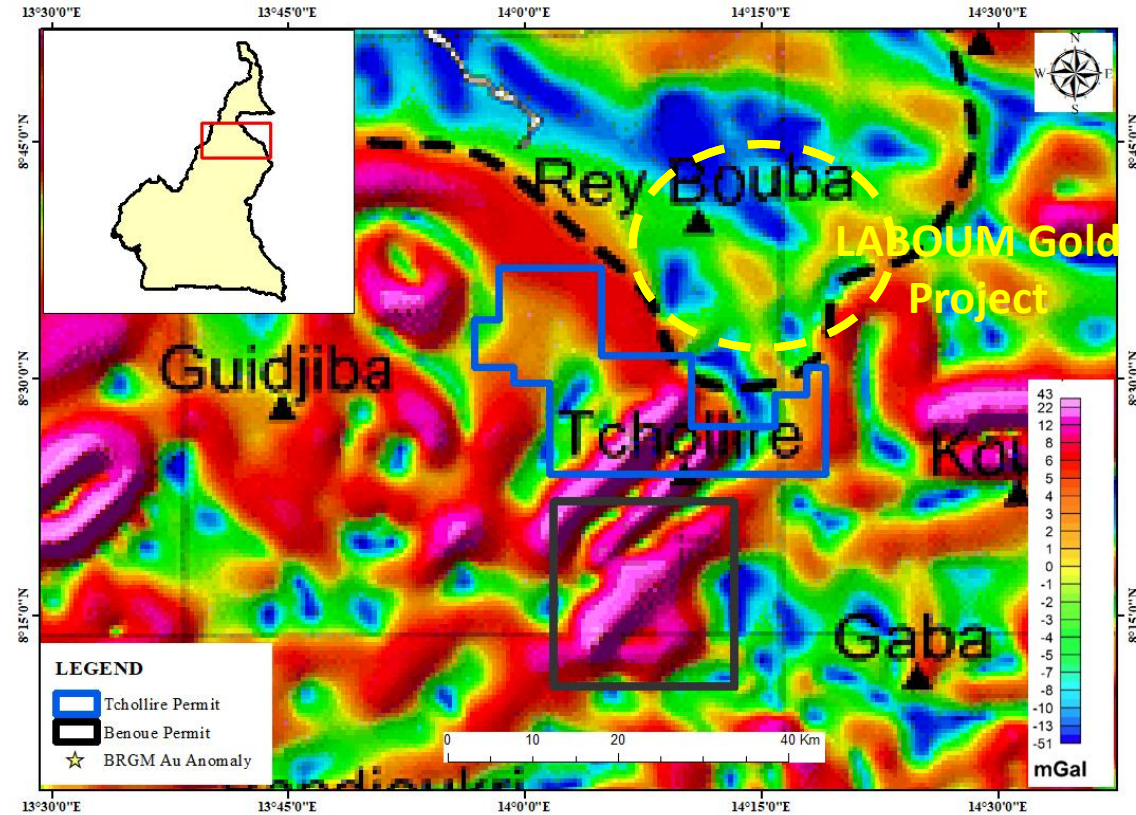 13°30'0"E 13°45'0"E 14°00'0"E 14°15'0"E 14°30'0"E
N
W E
S
8°45'0"N
8°45'0"N
Rey Bouba
LABOUM Gold
Project
8°30'0"N
8°30'0"N
Guidjiba
Tchollire
Kou
8°15'0"N
8°15'0"N
Gaba
43
22
12
8
6
5
4
3
2
1
0
-1
-2
-3
-4
-5
-7
-8
-10
-13
-51
mGal
LEGEND
Tchollire Permit
Benoue Permit
BRGM Au Anomaly
0 10 20 40 Km
13°30'0"E 13°45'0"E 14°00'0"E 14°15'0"E 14°30'0"E